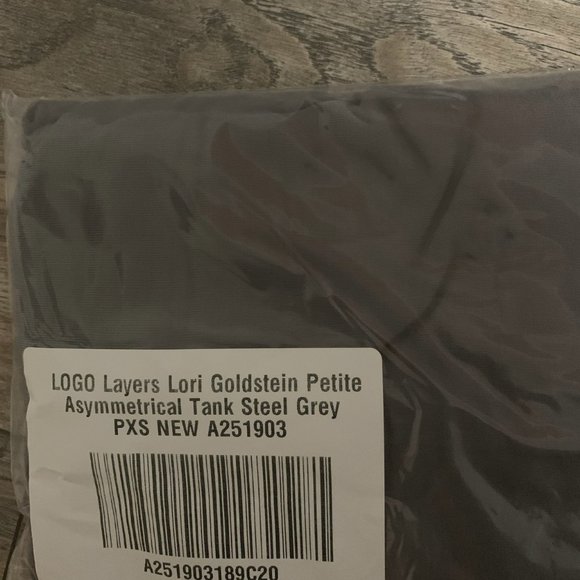 LOGO Layers Lori Goldstein Petite
Asymmetrical Tank Steel Grey
PXS NEW A251903
A251903189C20